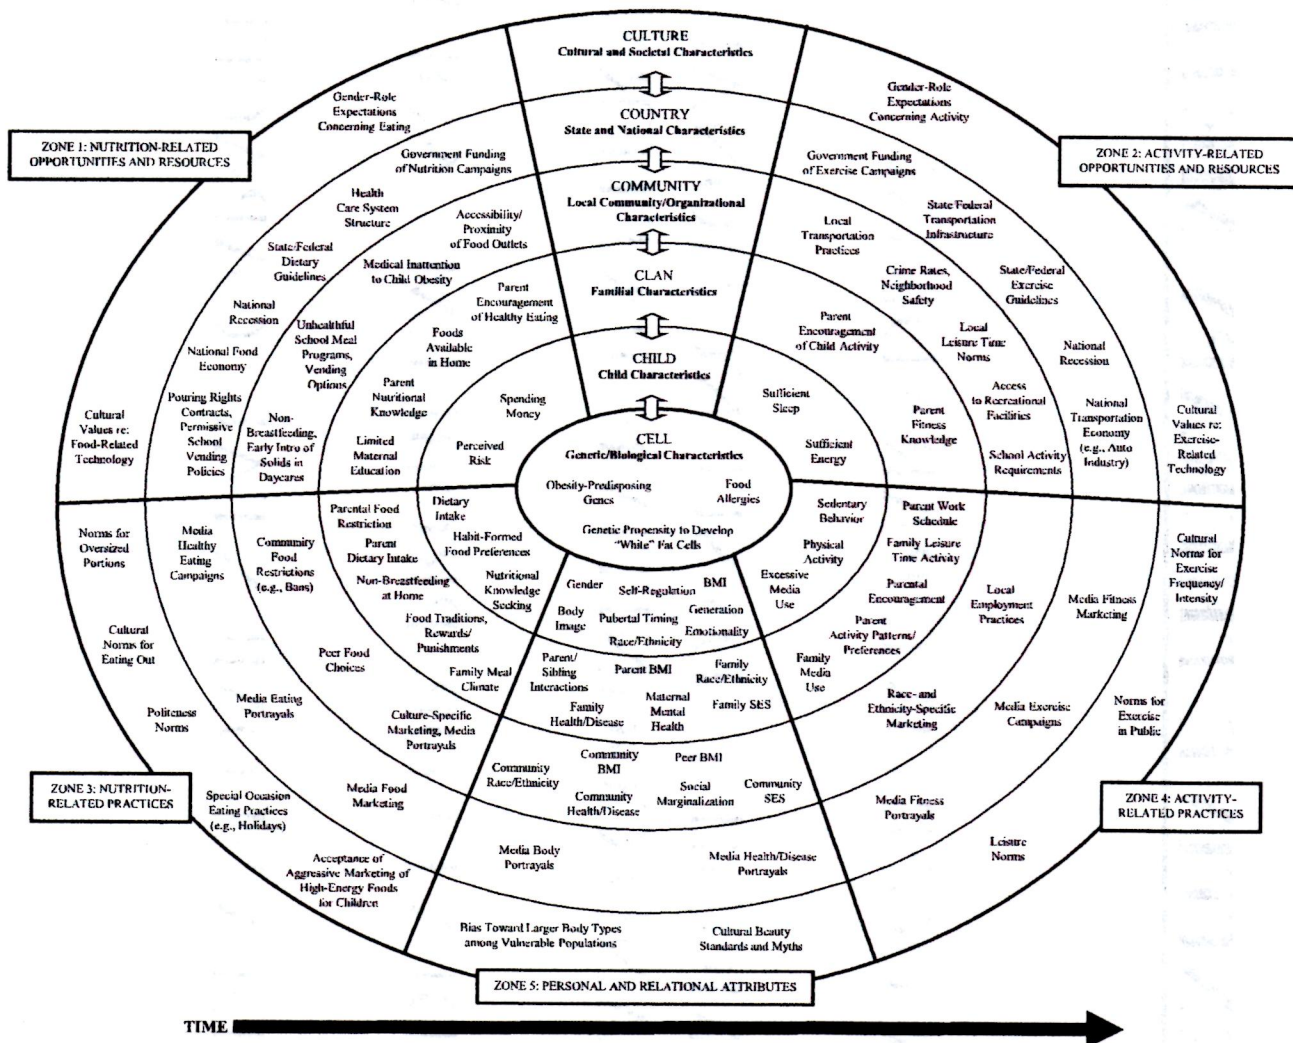 CULTURE
Cultural and Societal Characteristics
COUNTRY
State and National Characteristics
COMMUNITY
Local Community/Organizational
Characteristics
CLAN
Familial Characteristics
CHILD
Child Characteristics
CELL
Genetic/Biological Characteristics
Obesity-Predisposing
Genes
Food
Allergies
Genetic Propensity to Develop
"White" Fat Cells
ZONE 1: NUTRITION-RELATED
OPPORTUNITIES AND RESOURCES
Gender-Role
Expectations
Concerning Eating
Government Funding
of Nutrition Campaigns
Health
Care System
Structure
Accessibility/
Proximity
of Food Outlets
State/Federal
Dietary
Guidelines
Medical Inattention
to Child Obesity
Parent
Encouragement
of Healthy Eating
National
Recession
Unhealthful
School Meal
Programs,
Vending
Options
Foods
Available
in Home
National Food
Economy
Parent
Nutritional
Knowledge
Spending
Money
Cultural
Values re:
Food-Related
Technology
Pouring Rights
Contracts,
Permissive
School
Vending
Policies
Non-
Breastfeeding,
Early Intro of
Solids in
Daycares
Limited
Maternal
Education
Perceived
Risk
ZONE 2: ACTIVITY-RELATED
OPPORTUNITIES AND RESOURCES
Gender-Role
Expectations
Concerning Activity
Government Funding
of Exercise Campaigns
State/Federal
Transportation
Infrastructure
Local
Transportation
Practices
Crime Rates,
Neighborhood
Safety
State/Federal
Exercise
Guidelines
Parent
Encouragement
of Child Activity
Local
Leisure Time
Norms
National
Recession
Sufficient
Sleep
Access
to Recreational
Facilities
Parent
Fitness
Knowledge
National
Transportation
Economy
(e.g., Auto
Industry)
Cultural
Values re:
Exercise-
Related
Technology
Sufficient
Energy
School Activity
Requirements
ZONE 3: NUTRITION-
RELATED PRACTICES
Norms for
Oversized
Portions
Media
Healthy
Eating
Campaigns
Community
Food
Restrictions
(e.g., Bans)
Parental Food
Restriction
Dietary
Intake
Parent
Dietary Intake
Habit-Formed
Food Preferences
Non-Breastfeeding
at Home
Nutritional
Knowledge
Seeking
Food Traditions,
Rewards/
Punishments
Cultural
Norms for
Eating Out
Peer Food
Choices
Family Meal
Climate
Politeness
Norms
Media Eating
Portrayals
Culture-Specific
Marketing, Media
Portrayals
Special Occasion
Eating Practices
(e.g., Holidays)
Media Food
Marketing
Acceptance of
Aggressive Marketing of
High-Energy Foods
for Children
ZONE 4: ACTIVITY-
RELATED PRACTICES
Sedentary
Behavior
Parent Work
Schedule
Physical
Activity
Family Leisure
Time Activity
Excessive
Media
Use
Parental
Encouragement
Local
Employment
Practices
Media Fitness
Marketing
Cultural
Norms for
Exercise
Frequency/
Intensity
Parent
Activity Patterns/
Preferences
Family
Media
Use
Race- and
Ethnicity-Specific
Marketing
Media Exercise
Campaigns
Norms for
Exercise
in Public
Media Fitness
Portrayals
Leisure
Norms
ZONE 5: PERSONAL AND RELATIONAL ATTRIBUTES
Gender
Self-Regulation
BMI
Body
Image
Pubertal Timing
Generation
Emotionality
Race/Ethnicity
Parent/
Sibling
Interactions
Parent BMI
Family
Race/Ethnicity
Family
Health/Disease
Maternal
Mental
Health
Family SES
Community
Race/Ethnicity
Community
BMI
Peer BMI
Community
Health/Disease
Social
Marginalization
Community
SES
Media Body
Portrayals
Media Health/Disease
Portrayals
Bias Toward Larger Body Types
among Vulnerable Populations
Cultural Beauty
Standards and Myths
TIME